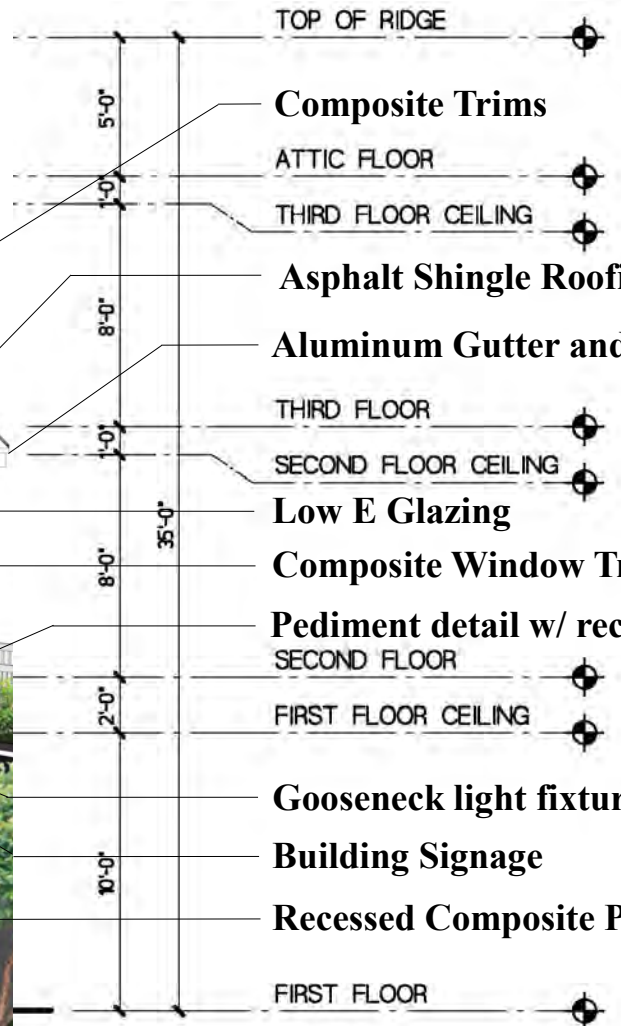 TOP OF RIDGE
5'-0"
Composite Trims
ATTIC FLOOR
1'-0"
THIRD FLOOR CEILING
Asphalt Shingle Roofi
8'-0"
Aluminum Gutter and
THIRD FLOOR
1'-0"
SECOND FLOOR CEILING
Low E Glazing
35'-0"
8'-0"
Composite Window Tr
Pediment detail w/ rec
SECOND FLOOR
2'-0"
FIRST FLOOR CEILING
Gooseneck light fixtur
Building Signage
10'-0"
Recessed Composite P
FIRST FLOOR